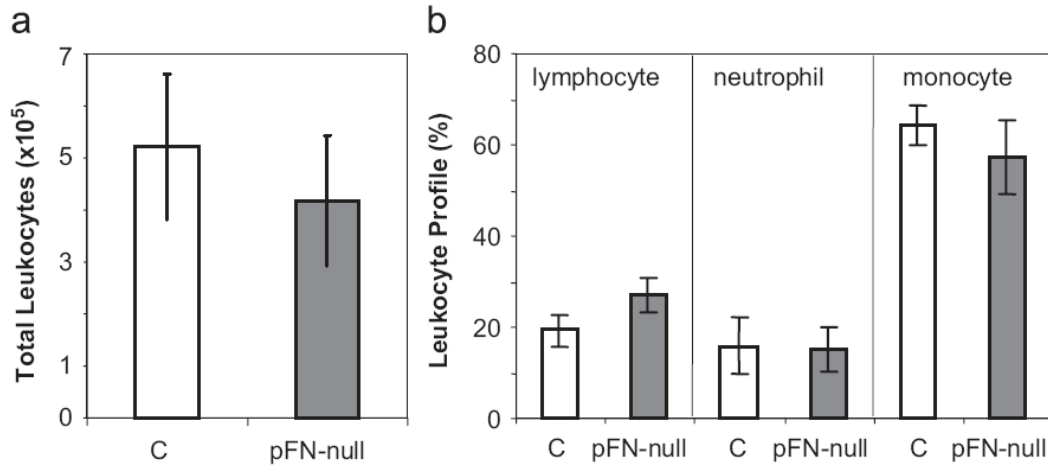 a
Total Leukocytes (x10⁵)
7
5
3
1
0
C pFN-null
b
Leukocyte Profile (%)
80
60
40
20
0
lymphocyte neutrophil monocyte
C pFN-null C pFN-null C pFN-null